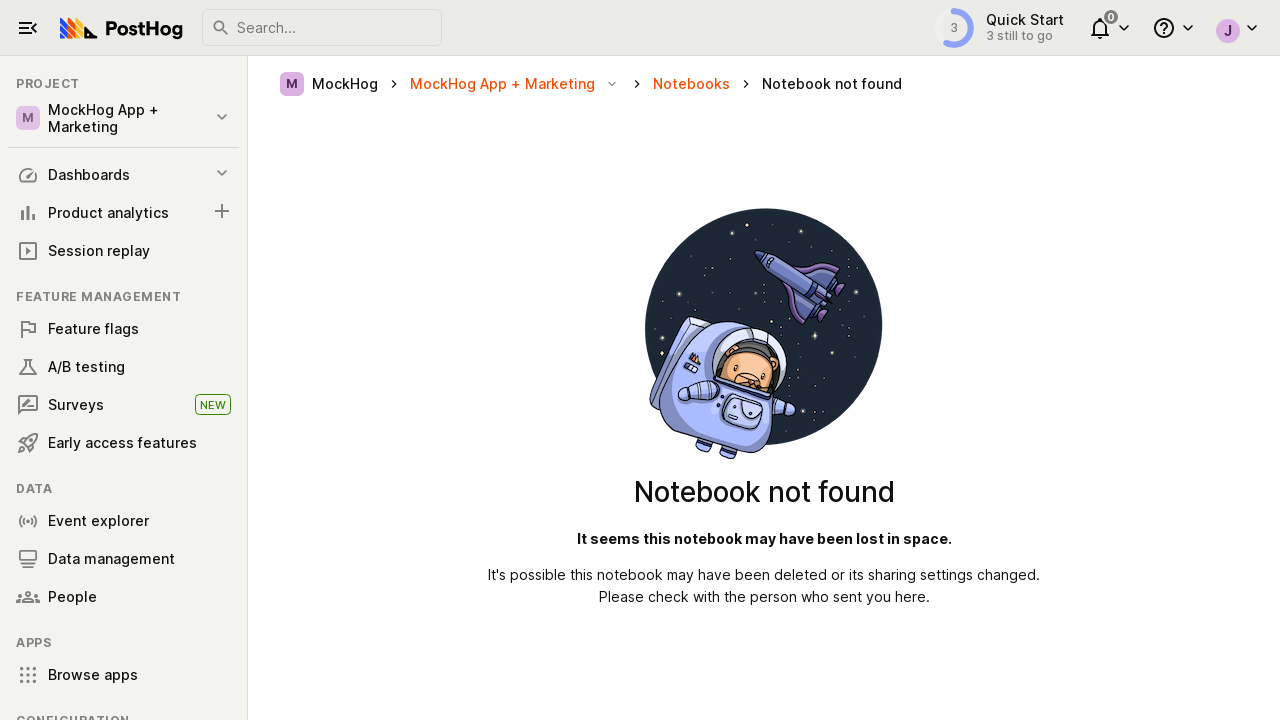 PostHog
Search...
3
Quick Start
3 still to go
0
J
PROJECT
M
MockHog App +
Marketing
Dashboards
Product analytics
Session replay
FEATURE MANAGEMENT
Feature flags
A/B testing
Surveys
NEW
Early access features
DATA
Event explorer
Data management
People
APPS
Browse apps
CONFIGURATION
M MockHog
MockHog App + Marketing
Notebooks
Notebook not found
Notebook not found
It seems this notebook may have been lost in space.
It's possible this notebook may have been deleted or its sharing settings changed.
Please check with the person who sent you here.